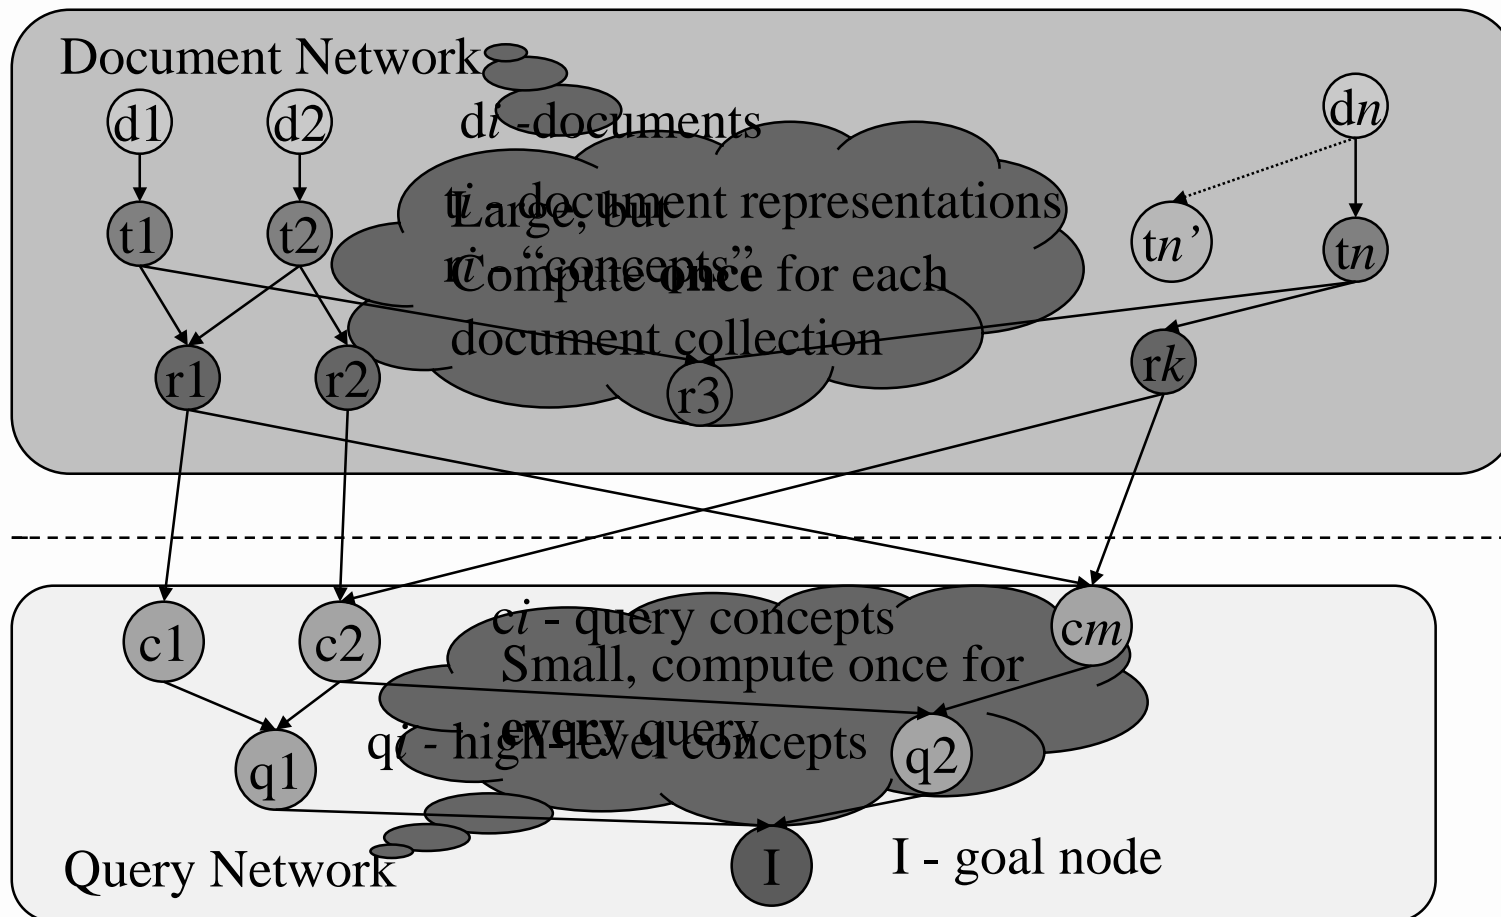 Document Network
d1 d2 dn
di -documents
ti - document representations
Large, but
t1 t2 tn’ tn
ri - “concepts”
Compute once for each
document collection
r1 r2 r3 rk
ci - query concepts
c1 c2 cm
Small, compute once for
every query
qi - high-level concepts
q1 q2
Query Network
I
I - goal node